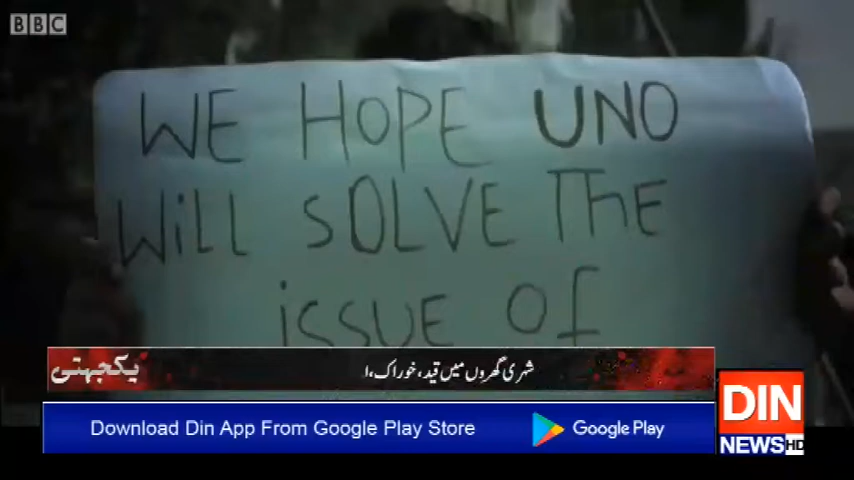 BBC
WE HOPE UNO
WILL SOLVE THE
ISSUE OF
یکجہتی
شہری گھروں میں قید، خوراک، ا
Download Din App From Google Play Store
Google Play
DIN
NEWS HD